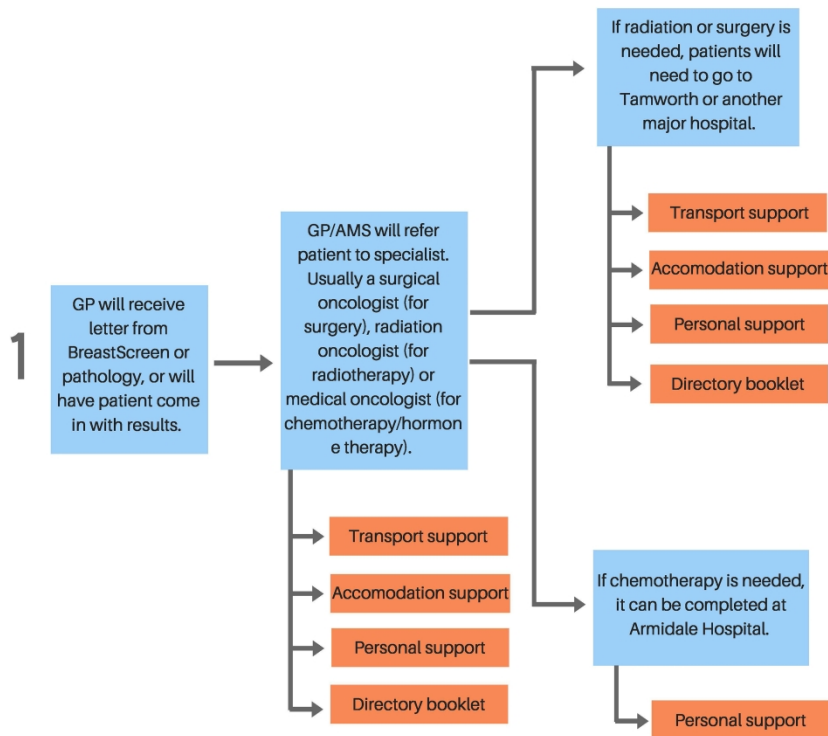 1
GP will receive
letter from
BreastScreen or
pathology, or will
have patient come
in with results.
GP/AMS will refer
patient to specialist.
Usually a surgical
oncologist (for
surgery), radiation
oncologist (for
radiotherapy) or
medical oncologist (for
chemotherapy/hormon
e therapy).
Transport support
Accomodation support
Personal support
Directory booklet
If radiation or surgery is
needed, patients will
need to go to
Tamworth or another
major hospital.
Transport support
Accomodation support
Personal support
Directory booklet
If chemotherapy is needed,
it can be completed at
Armidale Hospital.
Personal support